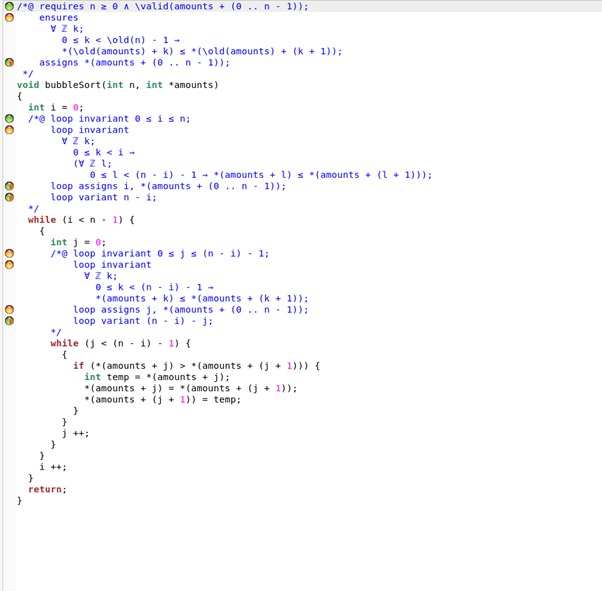 /*@ requires n ≥ 0 ∧ \valid(amounts + (0 .. n - 1));
ensures
∀ ℤ k;
0 ≤ k < \old(n) - 1 →
*(\old(amounts) + k) ≤ *(\old(amounts) + (k + 1));
assigns *(amounts + (0 .. n - 1));
*/
void bubbleSort(int n, int *amounts)
{
int i = 0;
/*@ loop invariant 0 ≤ i ≤ n;
loop invariant
∀ ℤ k;
0 ≤ k < i →
(∀ ℤ l;
0 ≤ l < (n - i) - 1 → *(amounts + l) ≤ *(amounts + (l + 1)));
loop assigns i, *(amounts + (0 .. n - 1));
loop variant n - i;
*/
while (i < n - 1) {
{
int j = 0;
/*@ loop invariant 0 ≤ j ≤ (n - i) - 1;
loop invariant
∀ ℤ k;
0 ≤ k < (n - i) - 1 →
*(amounts + k) ≤ *(amounts + (k + 1));
loop assigns j, *(amounts + (0 .. n - 1));
loop variant (n - i) - j;
*/
while (j < (n - i) - 1) {
{
if (*(amounts + j) > *(amounts + (j + 1))) {
int temp = *(amounts + j);
*(amounts + j) = *(amounts + (j + 1));
*(amounts + (j + 1)) = temp;
}
}
j ++;
}
}
i ++;
}
return;
}